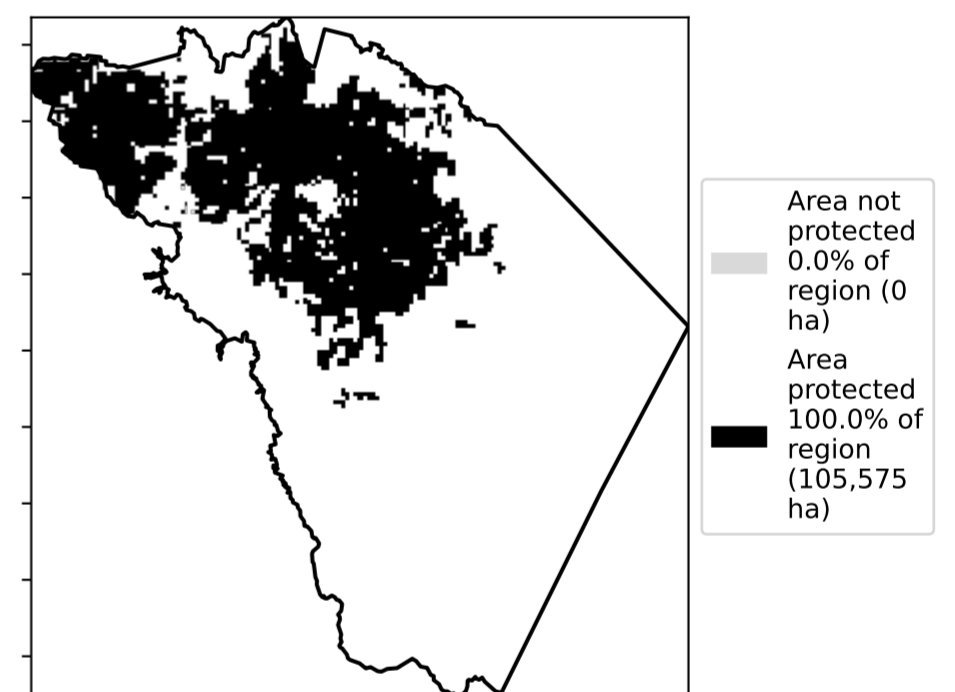 Area not
protected
0.0% of
region (0
ha)
Area
protected
100.0% of
region
(105,575
ha)